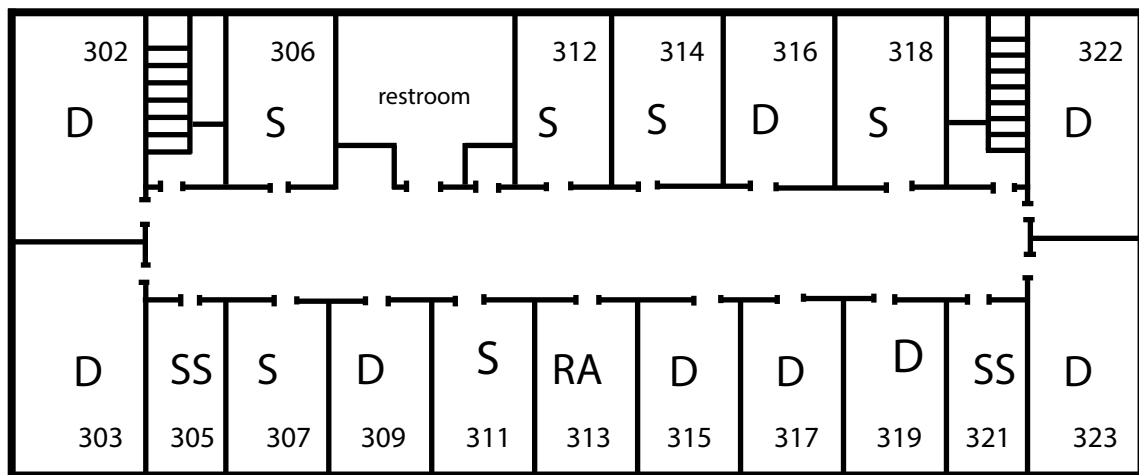 302 306 312 314 316 318 322
restroom
D S S S D S D
D SS S D S RA D D D SS D
303 305 307 309 311 313 315 317 319 321 323